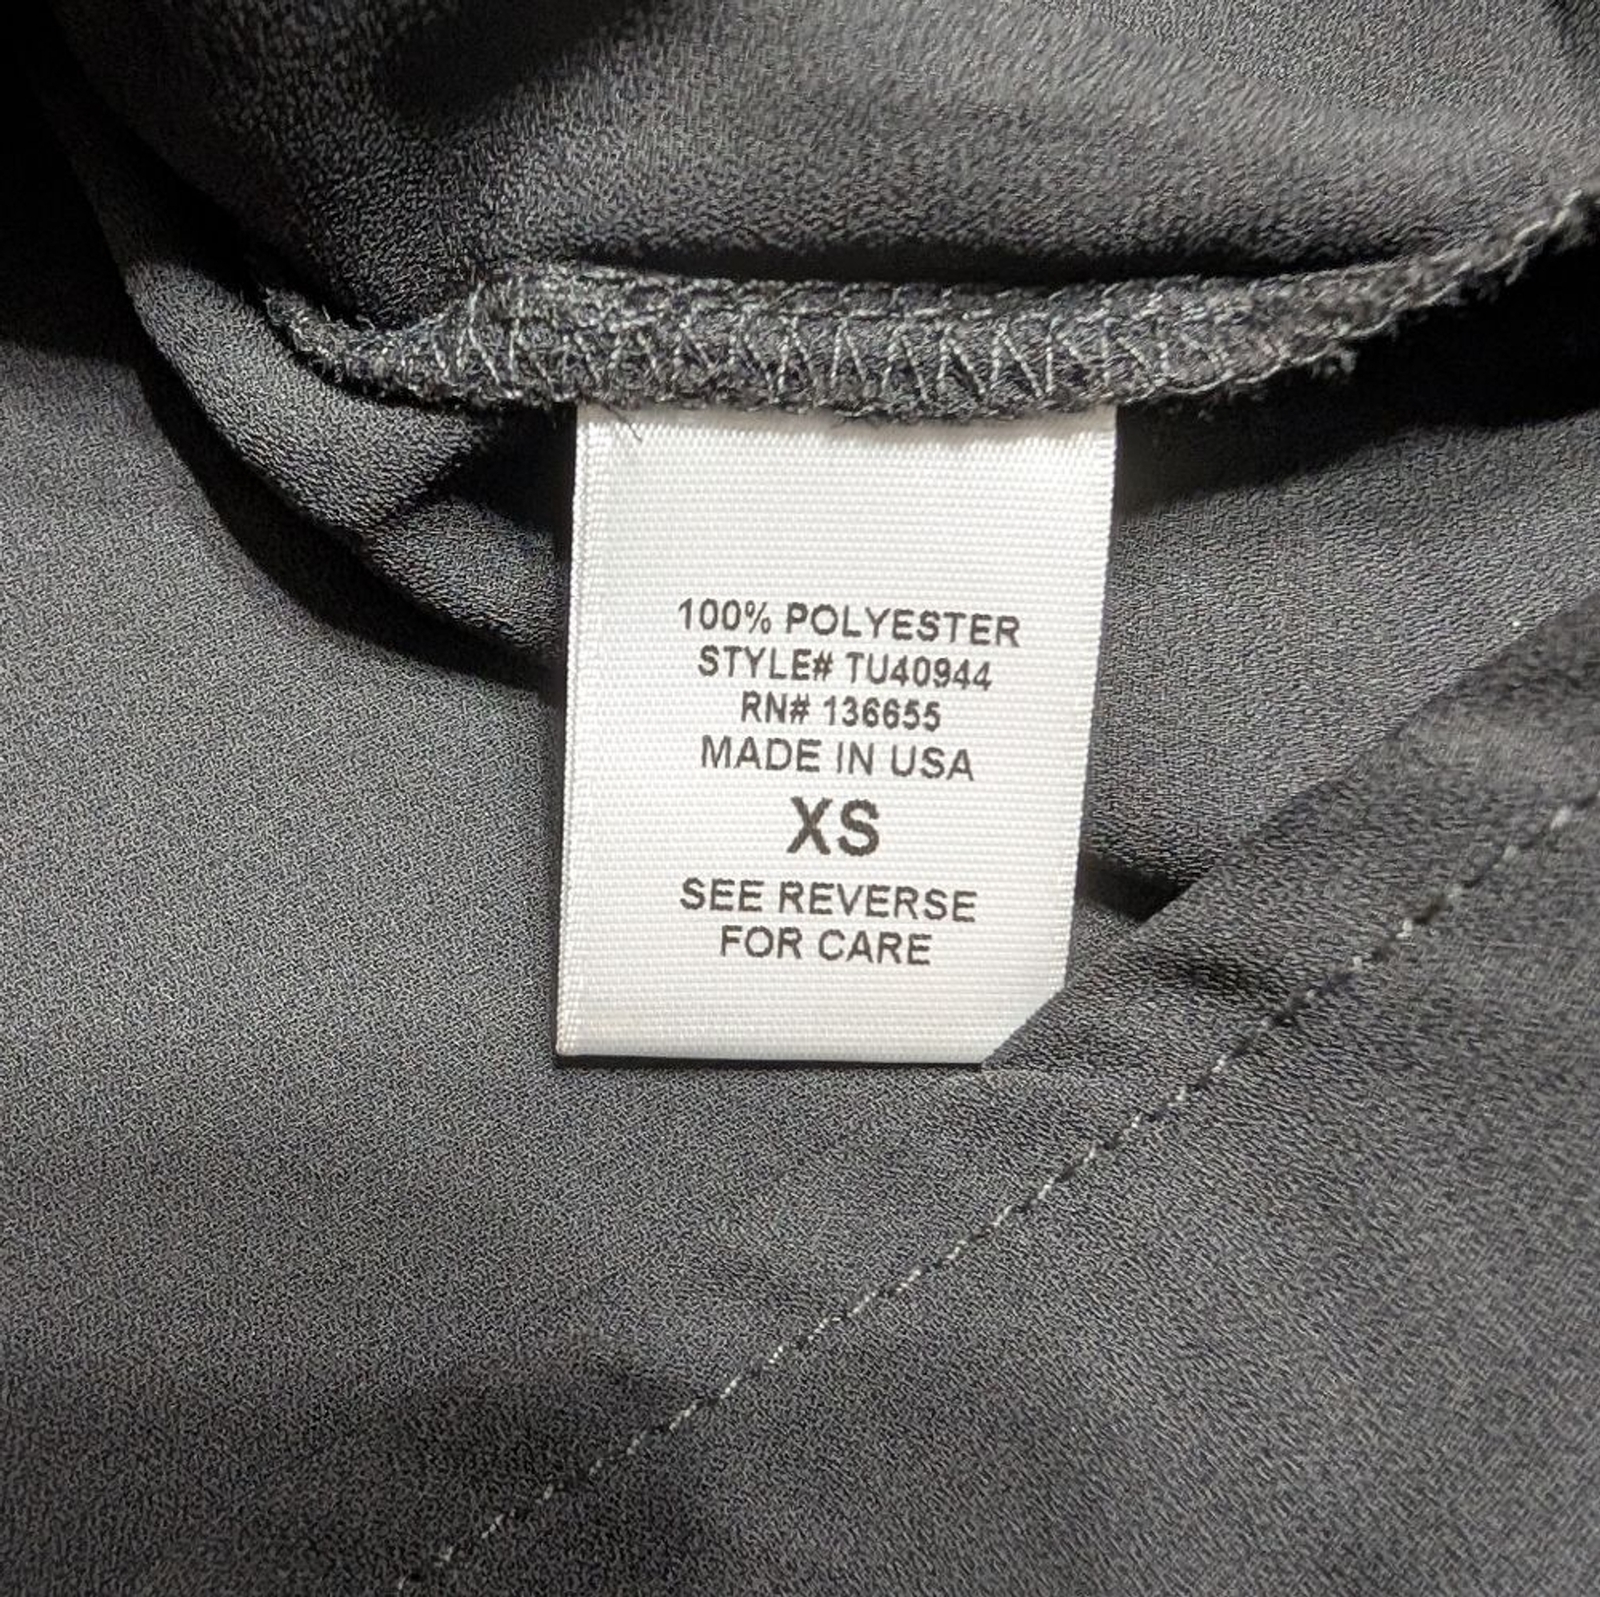 100% POLYESTER
STYLE# TU40944
RN# 136655
MADE IN USA
XS
SEE REVERSE
FOR CARE